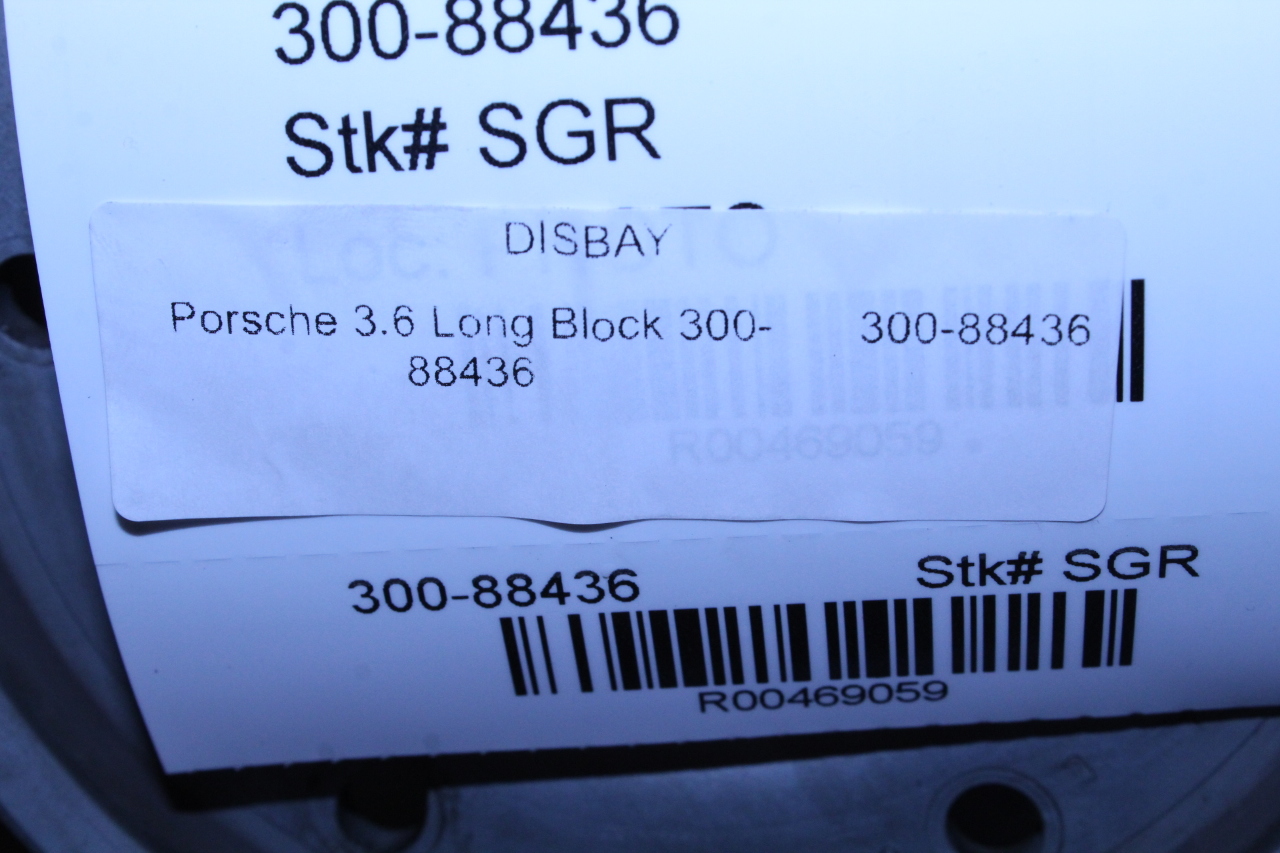 300-88436
Stk# SGR
DISBAY
Porsche 3.6 Long Block 300-
88436
300-88436
R00469059
300-88436
Stk# SGR
R00469059